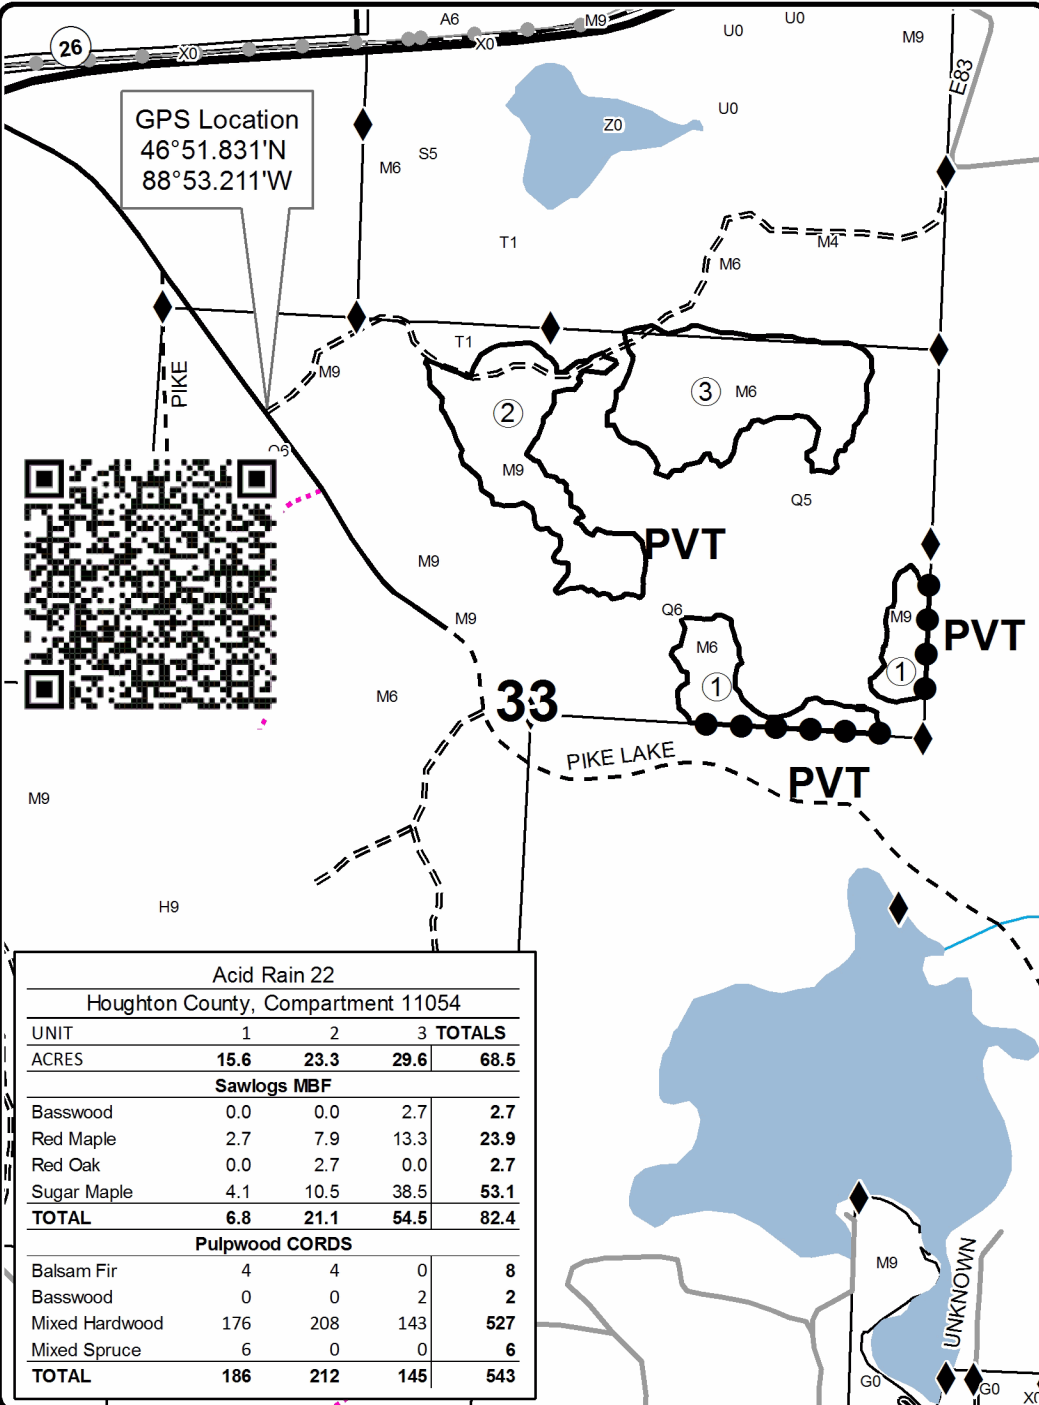 A6
M9
U0
U0
M9
26
X0
X0
E83
GPS Location
46°51.831'N
88°53.211'W
Z0
U0
M6
S5
T1
M4
M6
T1
M9
PIKE
3
M6
2
M9
Q5
PVT
M9
M9
Q6
M6
1
M9
1
PVT
M6
33
PIKE LAKE
PVT
M9
H9
Acid Rain 22
Houghton County, Compartment 11054
UNIT 1 2 3 TOTALS
ACRES 15.6 23.3 29.6 68.5
Sawlogs MBF
Basswood 0.0 0.0 2.7 2.7
Red Maple 2.7 7.9 13.3 23.9
Red Oak 0.0 2.7 0.0 2.7
Sugar Maple 4.1 10.5 38.5 53.1
TOTAL 6.8 21.1 54.5 82.4
Pulpwood CORDS
Balsam Fir 4 4 0 8
Basswood 0 0 2 2
Mixed Hardwood 176 208 143 527
Mixed Spruce 6 0 0 6
TOTAL 186 212 145 543
M9
UNKNOWN
G0
G0
X0